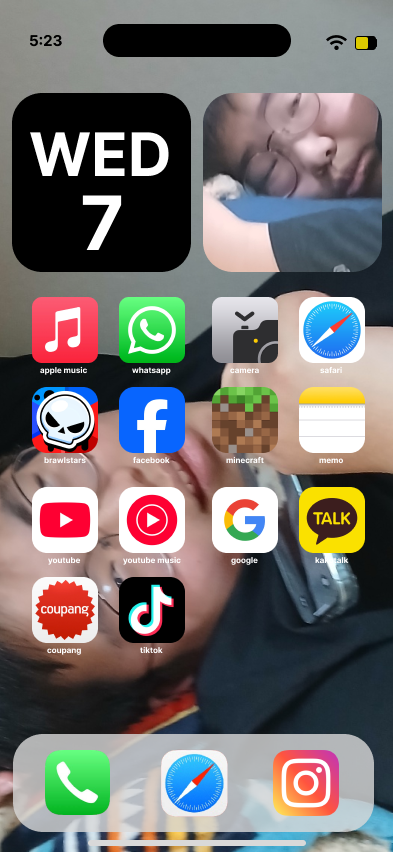 5:23
WED
7
apple music
whatsapp
camera
safari
brawlstars
facebook
minecraft
memo
TALK
youtube
youtube music
google
kakaotalk
coupang
coupang
tiktok